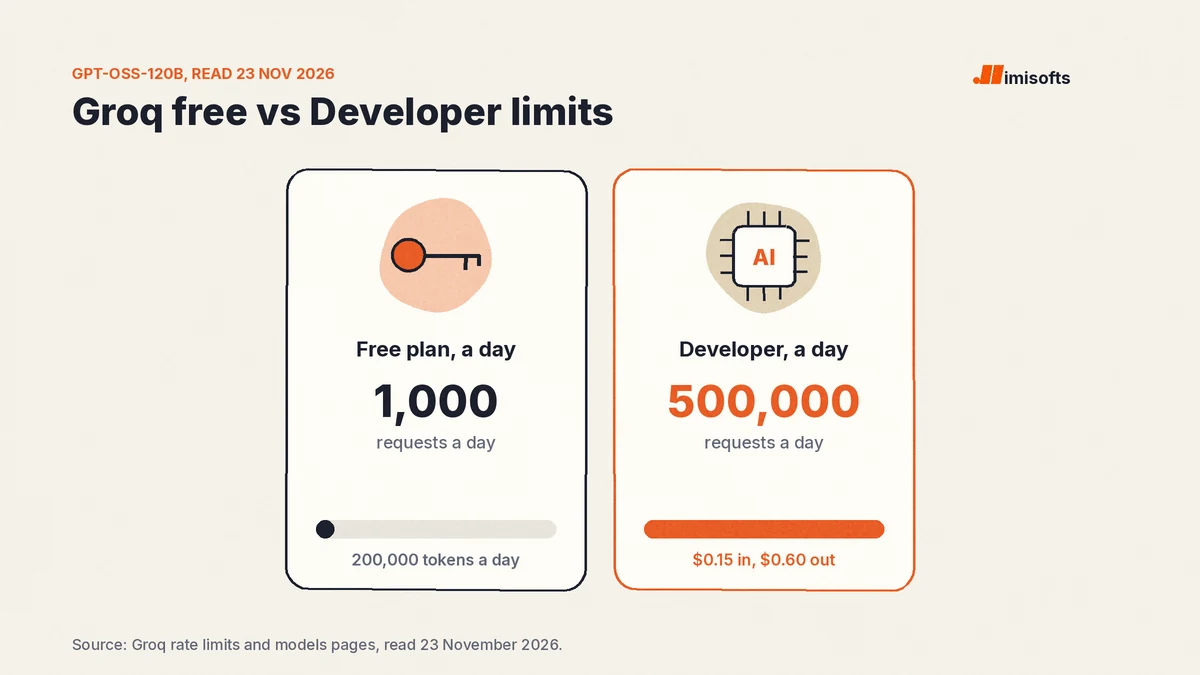 GPT-OSS-120B, READ 23 NOV 2026
imisofts
Groq free vs Developer limits
Free plan, a day
1,000
requests a day
200,000 tokens a day
AI
Developer, a day
500,000
requests a day
$0.15 in, $0.60 out
Source: Groq rate limits and models pages, read 23 November 2026.